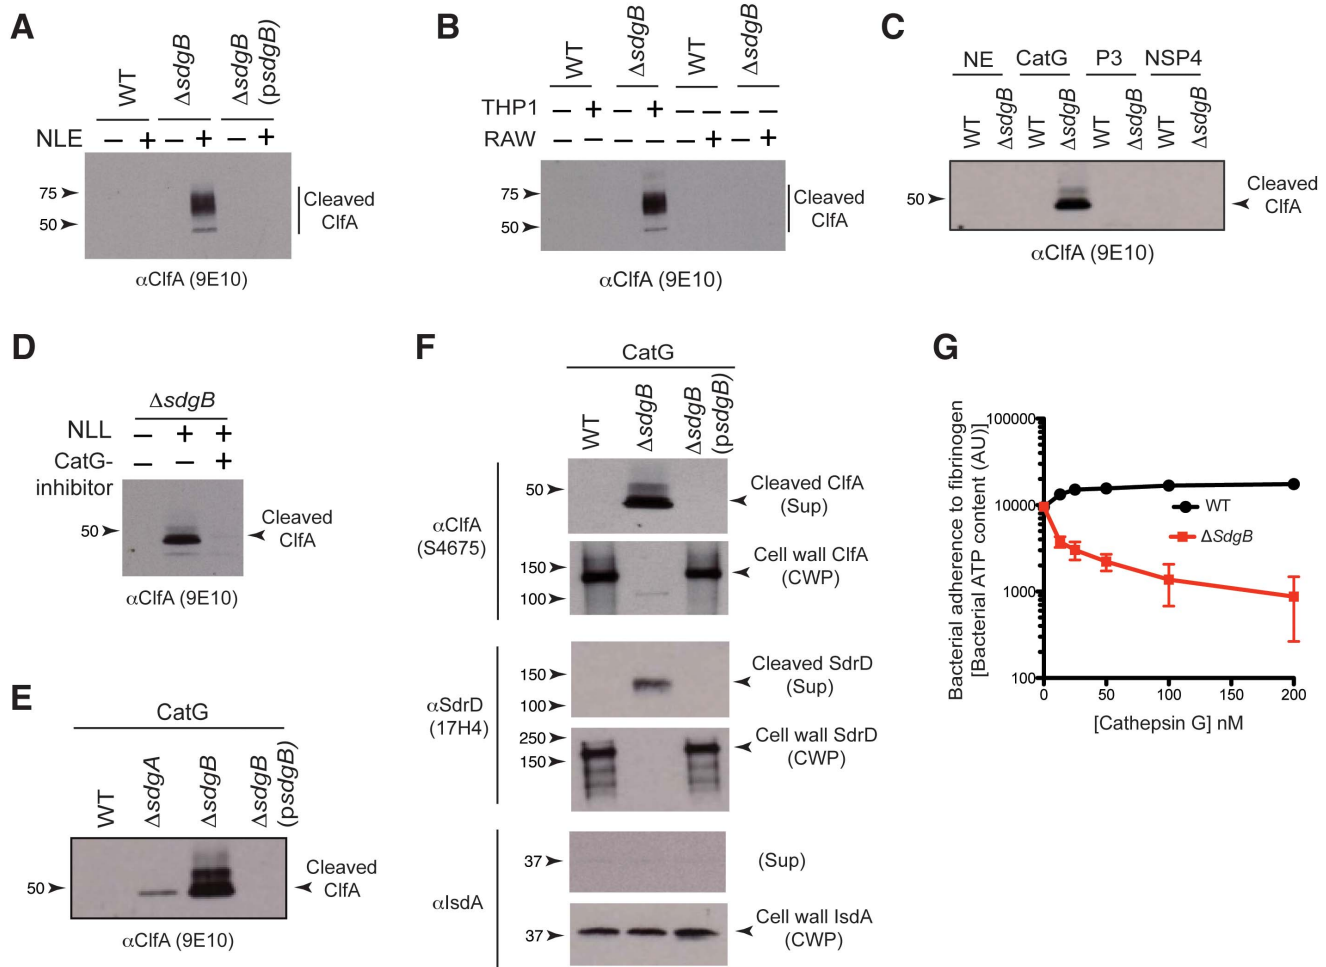 A
WT
ΔsdgB
ΔsdgB
(psdgB)
NLE
– + – + – +
75
50
Cleaved
ClfA
αClfA (9E10)
B
WT
ΔsdgB
WT
ΔsdgB
THP1 – + – + – – – –
RAW – – – – – + – +
75
50
Cleaved
ClfA
αClfA (9E10)
C
NE CatG P3 NSP4
WT
ΔsdgB
WT
ΔsdgB
WT
ΔsdgB
WT
ΔsdgB
50
Cleaved
ClfA
αClfA (9E10)
D
ΔsdgB
NLL – + +
CatG- – – +
inhibitor
50
Cleaved
ClfA
αClfA (9E10)
E
CatG
WT
ΔsdgA
ΔsdgB
ΔsdgB
(psdgB)
50
Cleaved
ClfA
αClfA (9E10)
F
CatG
WT
ΔsdgB
ΔsdgB
(psdgB)
αClfA
(S4675)
50
Cleaved ClfA
(Sup)
150
100
Cell wall ClfA
(CWP)
αSdrD
(17H4)
150
100
Cleaved SdrD
(Sup)
250
150
Cell wall SdrD
(CWP)
αIsdA
37
(Sup)
37
Cell wall IsdA
(CWP)
G
Bacterial adherence to fibrinogen
[Bacterial ATP content (AU)]
100000
10000
1000
100
0 50 100 150 200
[Cathepsin G] nM
WT
ΔSdgB